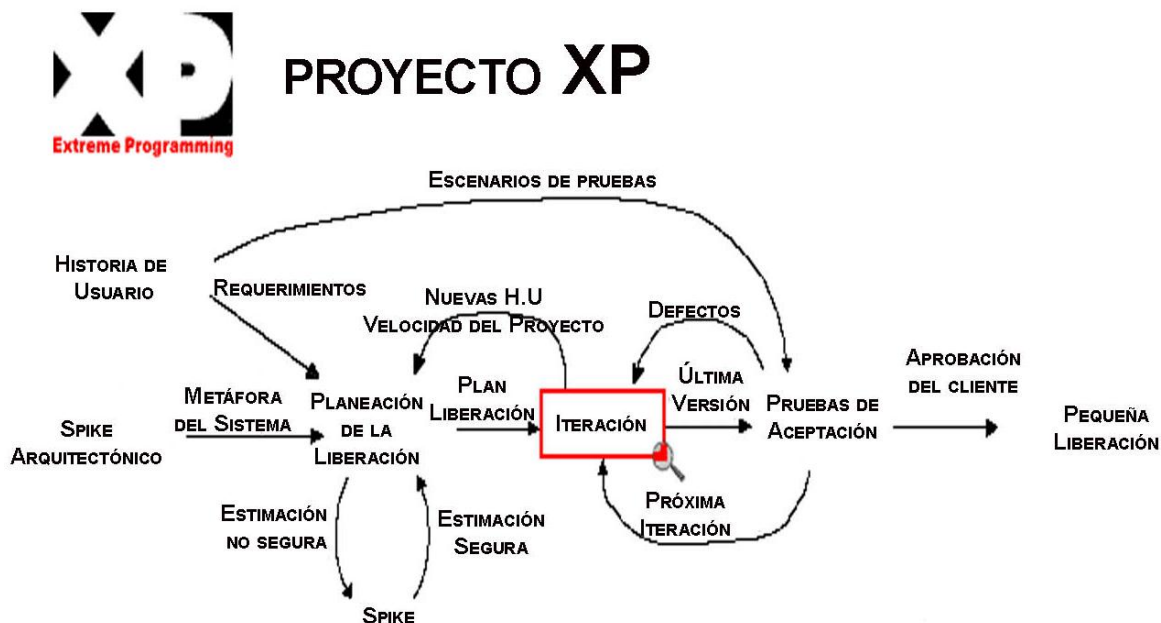 XP
Extreme Programming
PROYECTO XP
ESCENARIOS DE PRUEBAS
HISTORIA DE
USUARIO
REQUERIMIENTOS
NUEVAS H.U
VELOCIDAD DEL PROYECTO
DEFECTOS
SPIKE
ARQUITECTÓNICO
METÁFORA
DEL SISTEMA
PLANEACIÓN
DE LA
LIBERACIÓN
PLAN
LIBERACIÓN
ITERACIÓN
ÚLTIMA
VERSIÓN
PRUEBAS DE
ACEPTACIÓN
APROBACIÓN
DEL CLIENTE
PEQUEÑA
LIBERACIÓN
ESTIMACIÓN
NO SEGURA
ESTIMACIÓN
SEGURA
PRÓXIMA
ITERACIÓN
SPIKE